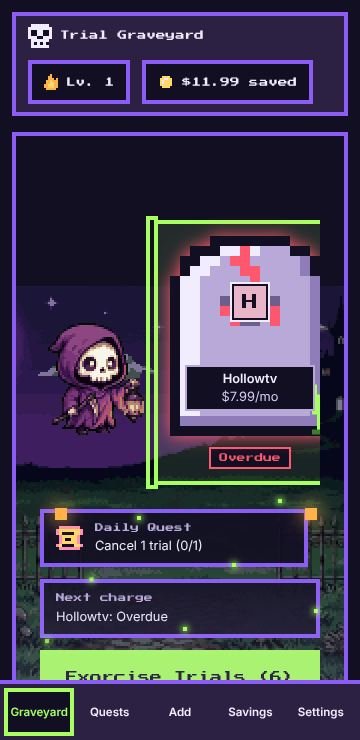 Trial Graveyard
Lv. 1
$11.99 saved
H
Hollowtv
$7.99/mo
Overdue
Daily Quest
Cancel 1 trial (0/1)
Next charge
Hollowtv: Overdue
Exorcise Trials (6)
Graveyard
Quests
Add
Savings
Settings